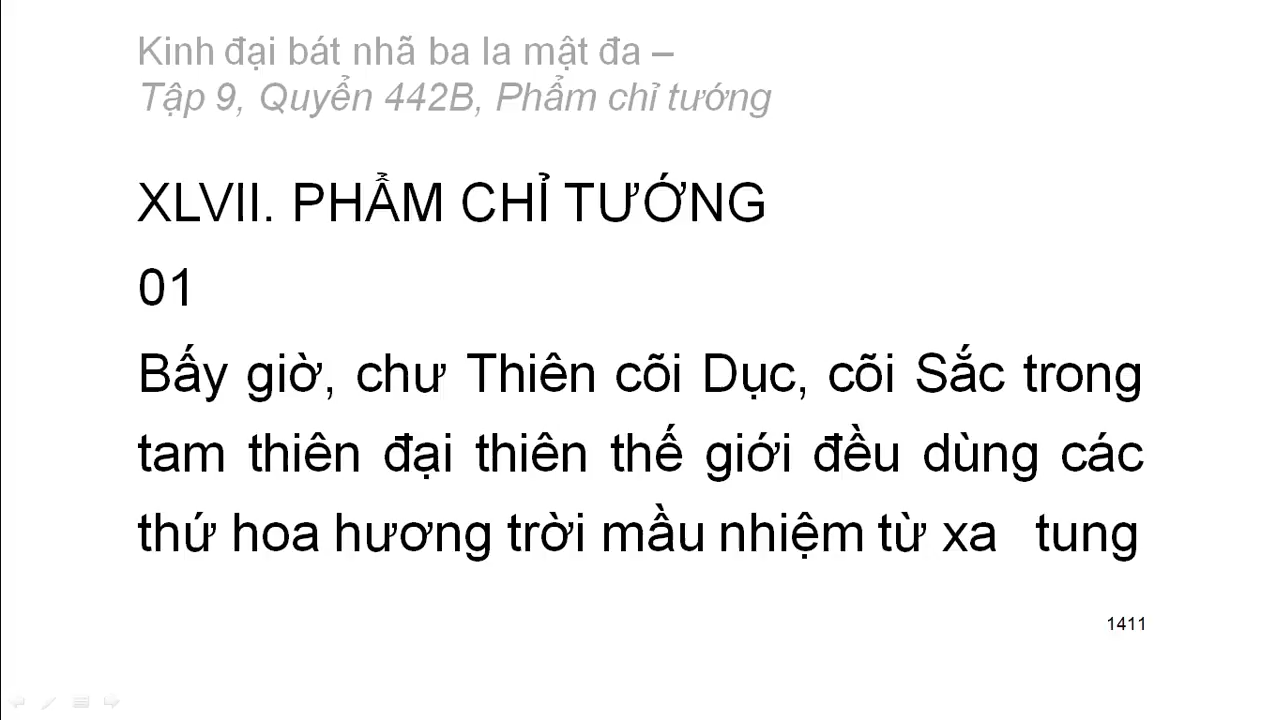 Kinh đại bát nhã ba la mật đa –
Tập 9, Quyển 442B, Phẩm chỉ tướng
XLVII. PHẨM CHỈ TƯỚNG
01
Bấy giờ, chư Thiên cõi Dục, cõi Sắc trong
tam thiên đại thiên thế giới đều dùng các
thứ hoa hương trời mầu nhiệm từ xa tung
1411